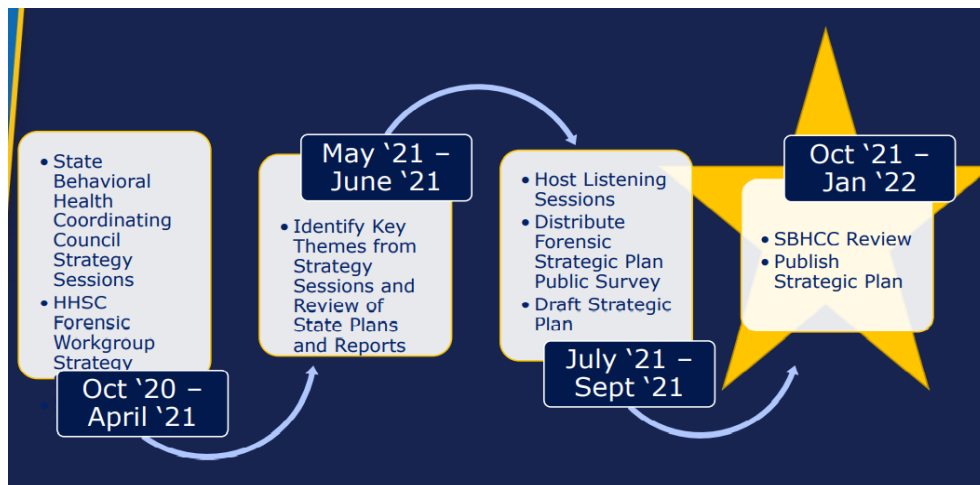 • State
Behavioral
Health
Coordinating
Council
Strategy
Sessions
• HHSC
Forensic
Workgroup
Strategy
Oct ‘20 –
April ‘21
May ‘21 –
June ‘21
• Identify Key
Themes from
Strategy
Sessions and
Review of
State Plans
and Reports
• Host Listening
Sessions
• Distribute
Forensic
Strategic Plan
Public Survey
• Draft Strategic
Plan
July ‘21 –
Sept ‘21
Oct ‘21 –
Jan ‘22
• SBHCC Review
• Publish
Strategic Plan